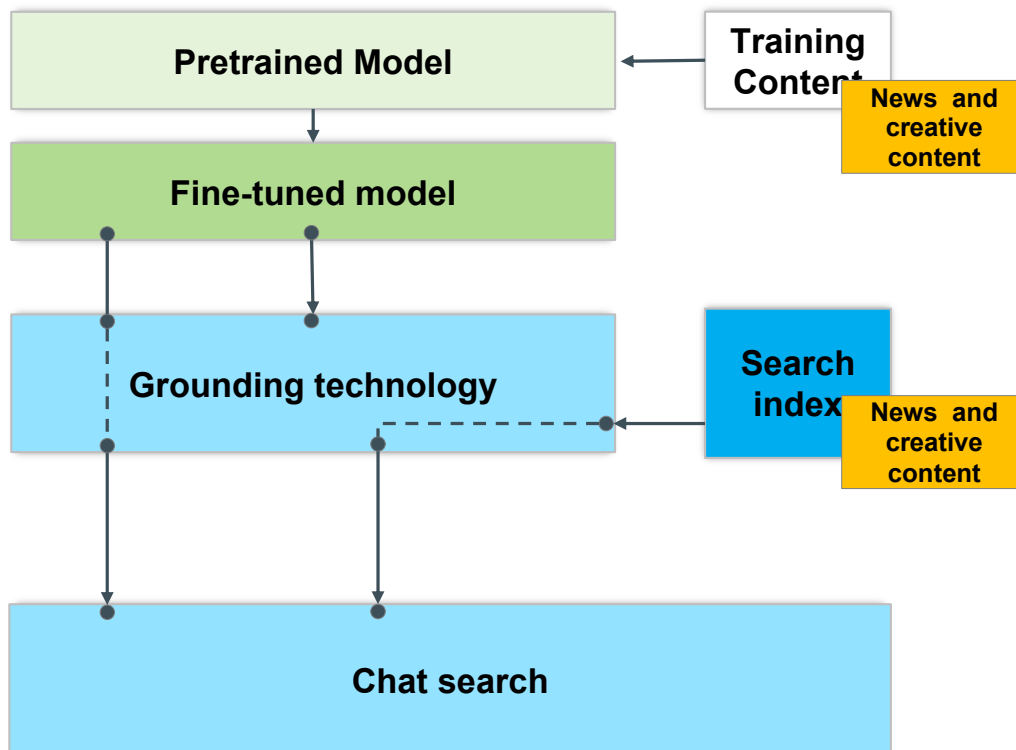 Pretrained Model
Training
Content
News and
creative
content
Fine-tuned model
Grounding technology
Search
index
News and
creative
content
Chat search